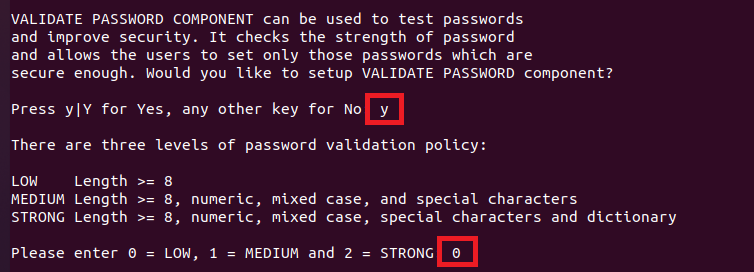 VALIDATE PASSWORD COMPONENT can be used to test passwords
and improve security. It checks the strength of password
and allows the users to set only those passwords which are
secure enough. Would you like to setup VALIDATE PASSWORD component?
Press y|Y for Yes, any other key for No y
There are three levels of password validation policy:
LOW    Length >= 8
MEDIUM Length >= 8, numeric, mixed case, and special characters
STRONG Length >= 8, numeric, mixed case, special characters and dictionary
Please enter 0 = LOW, 1 = MEDIUM and 2 = STRONG 0